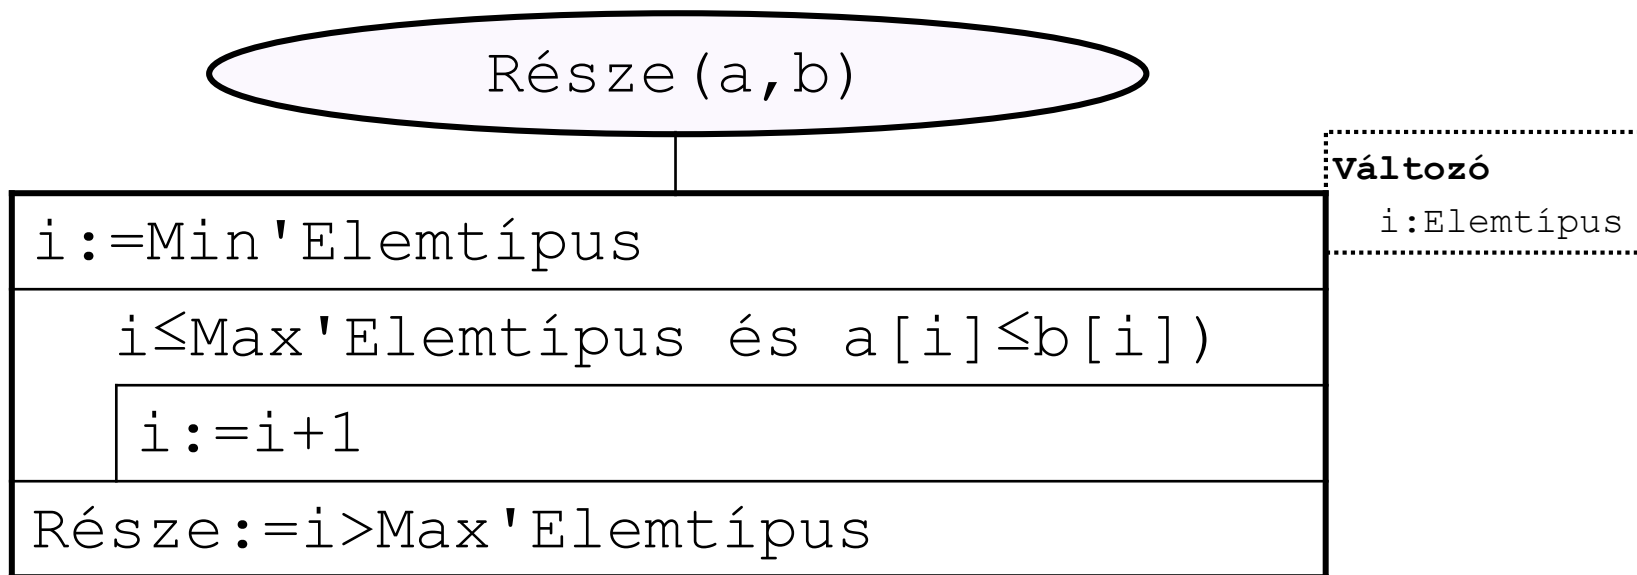 Része(a,b)
Változó
i:Elemtípus
i:=Min'Elemtípus
i≤Max'Elemtípus és a[i]≤b[i])
i:=i+1
Része:=i>Max'Elemtípus